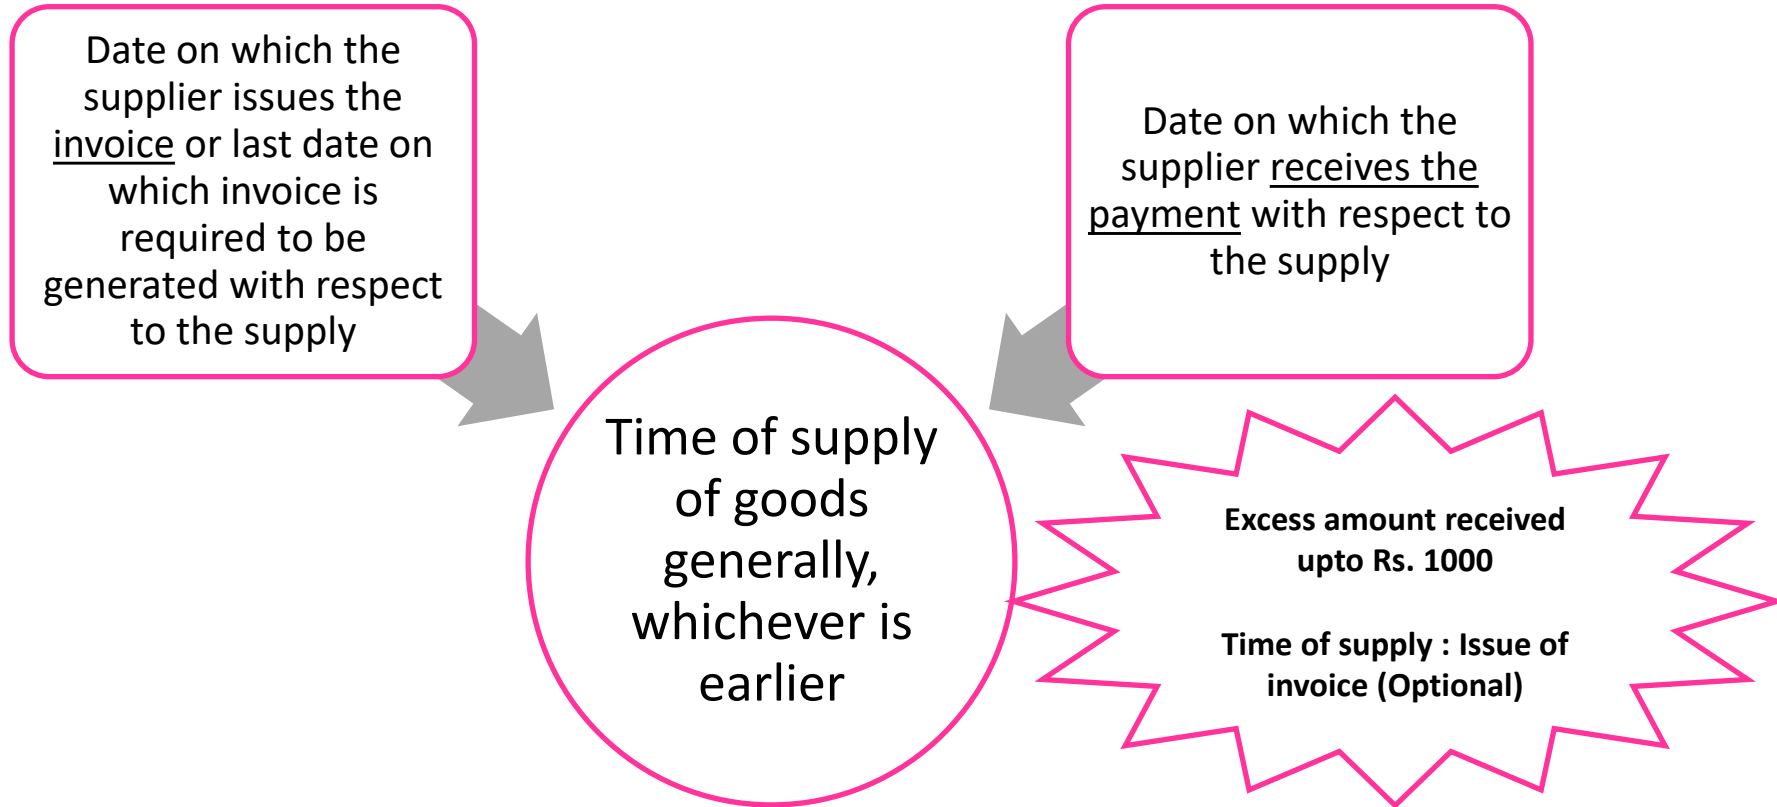 Date on which the
supplier issues the
invoice or last date on
which invoice is
required to be
generated with respect
to the supply
Date on which the
supplier receives the
payment with respect to
the supply
Time of supply
of goods
generally,
whichever is
earlier
Excess amount received
upto Rs. 1000
Time of supply : Issue of
invoice (Optional)